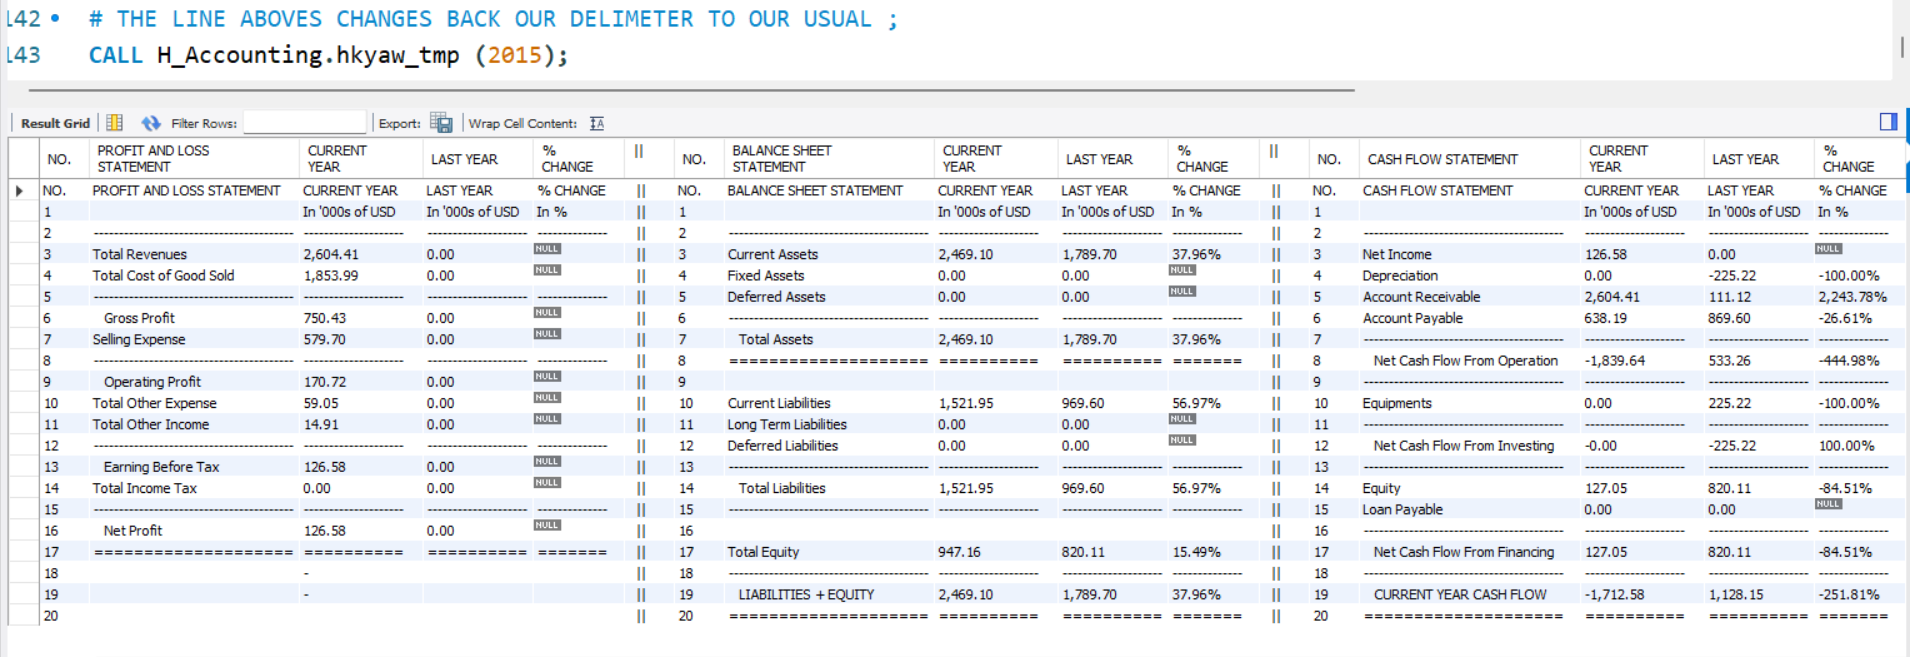 142 # THE LINE ABOVES CHANGES BACK OUR DELIMETER TO OUR USUAL ;
143 CALL H_Accounting.hkyaw_tmp (2015);
Result Grid Filter Rows: Export: Wrap Cell Content: IA
NO. PROFIT AND LOSS STATEMENT CURRENT YEAR LAST YEAR % CHANGE || NO. BALANCE SHEET STATEMENT CURRENT YEAR LAST YEAR % CHANGE || NO. CASH FLOW STATEMENT CURRENT YEAR LAST YEAR % CHANGE
NO. PROFIT AND LOSS STATEMENT CURRENT YEAR LAST YEAR % CHANGE || NO. BALANCE SHEET STATEMENT CURRENT YEAR LAST YEAR % CHANGE || NO. CASH FLOW STATEMENT CURRENT YEAR LAST YEAR % CHANGE
1 In '000s of USD In '000s of USD In % || 1 In '000s of USD In '000s of USD In % || 1 In '000s of USD In '000s of USD In %
2 || 2 || 2
3 Total Revenues 2,604.41 0.00 NULL || 3 Current Assets 2,469.10 1,789.70 37.96% || 3 Net Income 126.58 0.00 NULL
4 Total Cost of Good Sold 1,853.99 0.00 NULL || 4 Fixed Assets 0.00 0.00 NULL || 4 Depreciation 0.00 -225.22 -100.00%
5 || 5 Deferred Assets 0.00 0.00 NULL || 5 Account Receivable 2,604.41 111.12 2,243.78%
6 Gross Profit 750.43 0.00 NULL || 6 || 6 Account Payable 638.19 869.60 -26.61%
7 Selling Expense 579.70 0.00 NULL || 7 Total Assets 2,469.10 1,789.70 37.96% || 7
8 || 8 ==================== ========== ========== ======= || 8 Net Cash Flow From Operation -1,839.64 533.26 -444.98%
9 Operating Profit 170.72 0.00 NULL || 9 || 9
10 Total Other Expense 59.05 0.00 NULL || 10 Current Liabilities 1,521.95 969.60 56.97% || 10 Equipments 0.00 225.22 -100.00%
11 Total Other Income 14.91 0.00 NULL || 11 Long Term Liabilities 0.00 0.00 NULL || 11
12 || 12 Deferred Liabilities 0.00 0.00 NULL || 12 Net Cash Flow From Investing -0.00 -225.22 100.00%
13 Earning Before Tax 126.58 0.00 NULL || 13 || 13
14 Total Income Tax 0.00 0.00 NULL || 14 Total Liabilities 1,521.95 969.60 56.97% || 14 Equity 127.05 820.11 -84.51%
15 || 15 || 15 Loan Payable 0.00 0.00 NULL
16 Net Profit 126.58 0.00 NULL || 16 || 16
17 ==================== ========== ========== ======= || 17 Total Equity 947.16 820.11 15.49% || 17 Net Cash Flow From Financing 127.05 820.11 -84.51%
18 - || 18 || 18
19 - || 19 LIABILITIES + EQUITY 2,469.10 1,789.70 37.96% || 19 CURRENT YEAR CASH FLOW -1,712.58 1,128.15 -251.81%
20 || 20 ==================== ========== ========== ======= || 20 ==================== ========== ========== =======